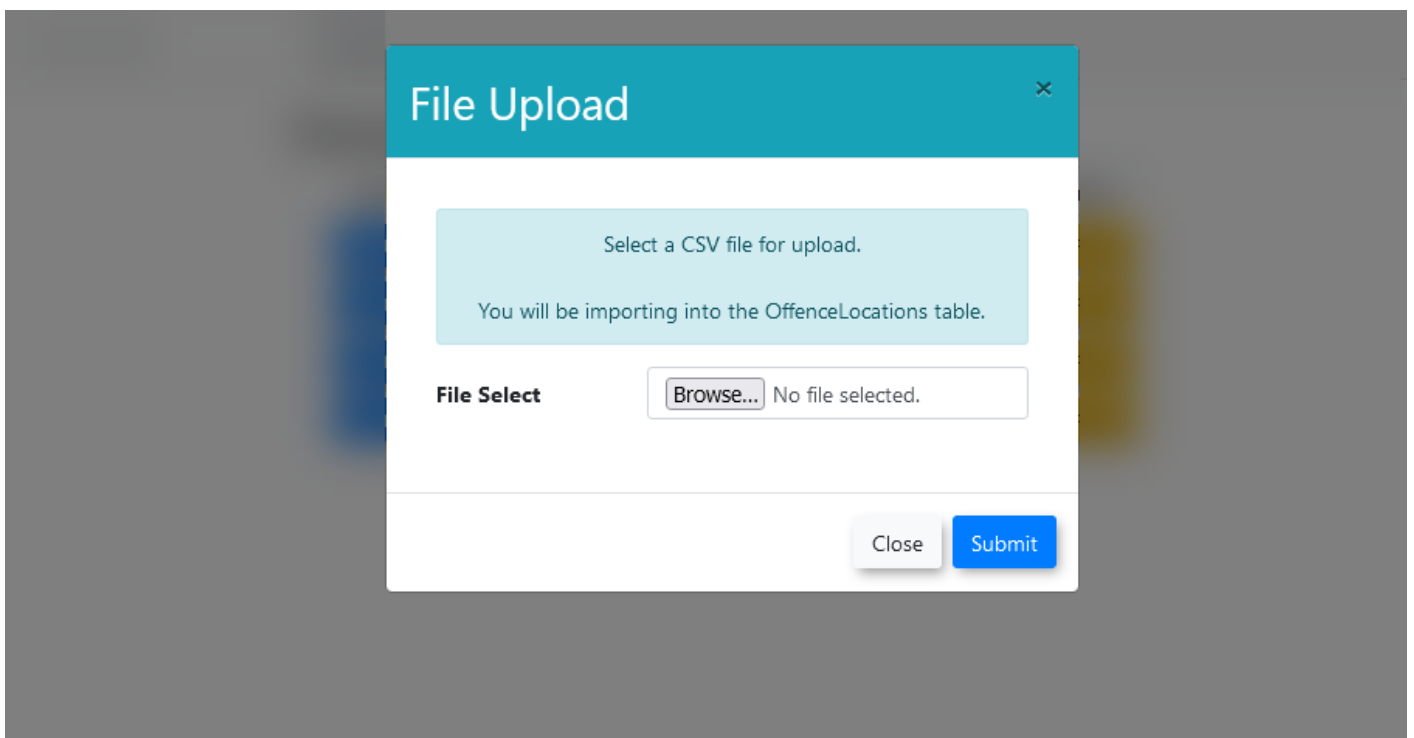 File Upload
×
Select a CSV file for upload.
You will be importing into the OffenceLocations table.
File Select
Browse... No file selected.
Close Submit